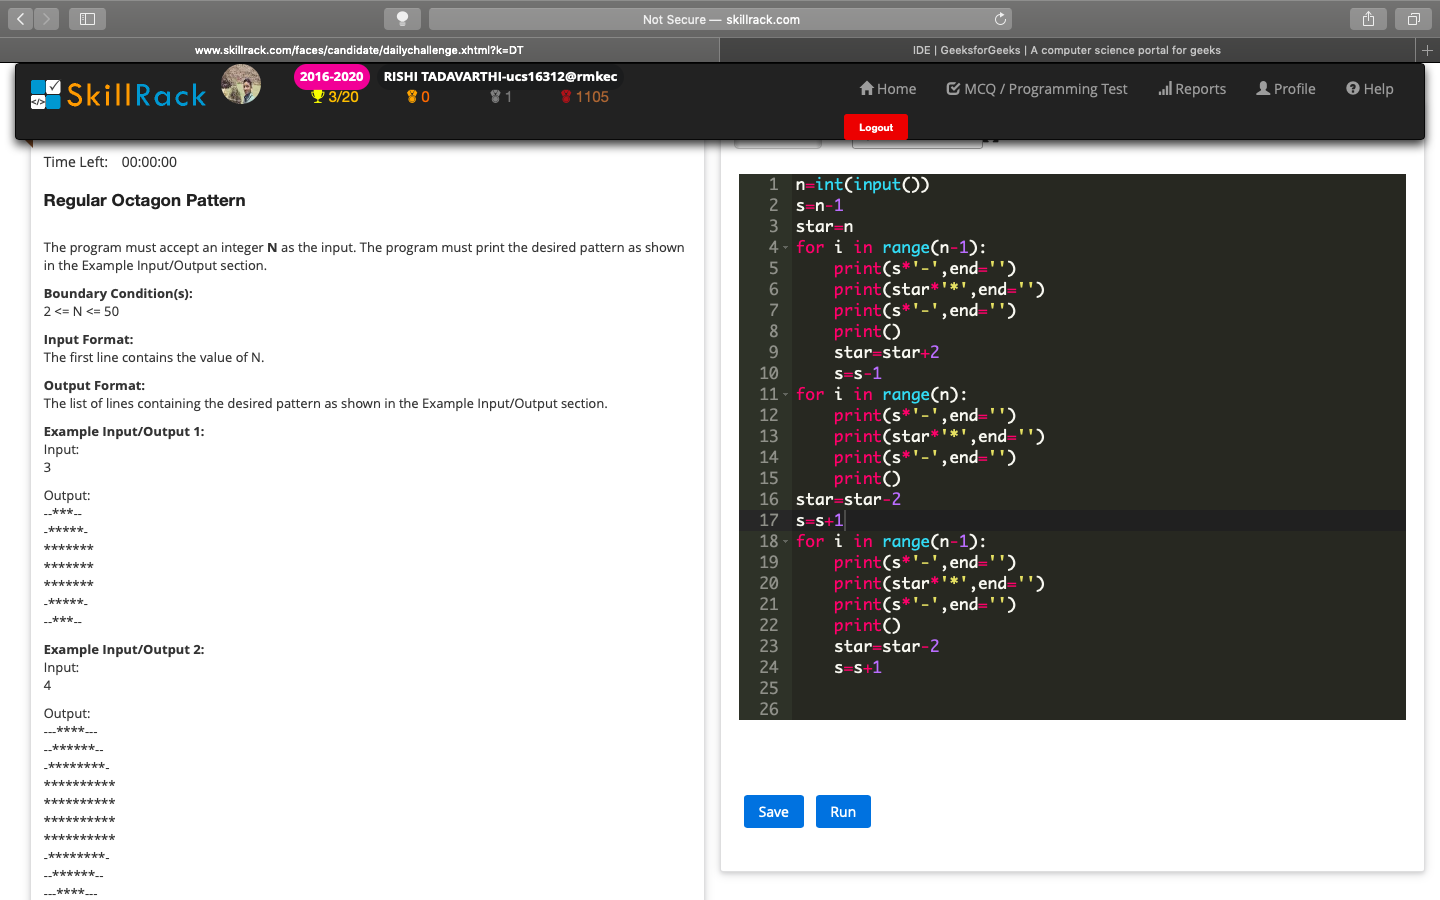 Not Secure — skillrack.com
www.skillrack.com/faces/candidate/dailychallenge.xhtml?k=DT
IDE | GeeksforGeeks | A computer science portal for geeks
SkillRack
2016-2020 RISHI TADAVARTHI-ucs16312@rmkec
3/20 0 1 1105
Home MCQ / Programming Test Reports Profile Help
Logout
Time Left: 00:00:00
Regular Octagon Pattern
The program must accept an integer N as the input. The program must print the desired pattern as shown
in the Example Input/Output section.
Boundary Condition(s):
2 <= N <= 50
Input Format:
The first line contains the value of N.
Output Format:
The list of lines containing the desired pattern as shown in the Example Input/Output section.
Example Input/Output 1:
Input:
3
Output:
--***--
-*****-
*******
*******
*******
-*****-
--***--
Example Input/Output 2:
Input:
4
Output:
---****---
--******--
-********-
**********
**********
**********
**********
-********-
--******--
---****---
1 n=int(input())
2 s=n-1
3 star=n
4 for i in range(n-1):
5     print(s*'-',end='')
6     print(star*'*',end='')
7     print(s*'-',end='')
8     print()
9     star=star+2
10     s=s-1
11 for i in range(n):
12     print(s*'-',end='')
13     print(star*'*',end='')
14     print(s*'-',end='')
15     print()
16 star=star-2
17 s=s+1
18 for i in range(n-1):
19     print(s*'-',end='')
20     print(star*'*',end='')
21     print(s*'-',end='')
22     print()
23     star=star-2
24     s=s+1
25
26
Save Run